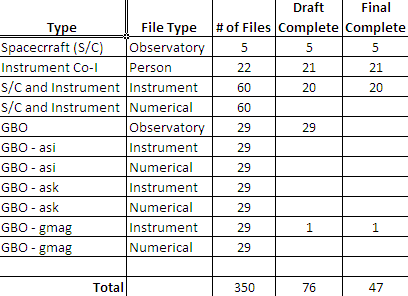 Draft Final
Type File Type # of Files Complete Complete
Spacecrraft (S/C) Observatory 5 5 5
Instrument Co-I Person 22 21 21
S/C and Instrument Instrument 60 20 20
S/C and Instrument Numerical 60
GBO Observatory 29 29
GBO - asi Instrument 29
GBO - asi Numerical 29
GBO - ask Instrument 29
GBO - ask Numerical 29
GBO - gmag Instrument 29 1 1
GBO - gmag Numerical 29
Total 350 76 47